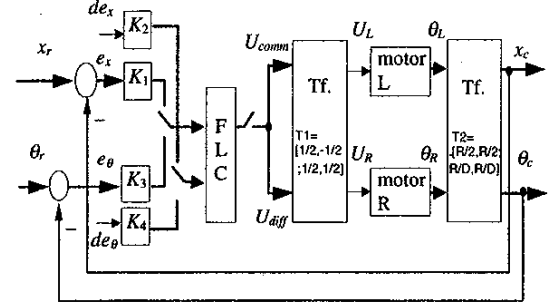 de_x
K_2
x_r
e_x
K_1
U_comm
U_L
θ_L
x_c
motor
L
Tf.
Tf.
F
L
C
T1=
[1/2,-1/2
;1/2,1/2]
T2=
[R/2,R/2;
R/D,R/D]
θ_r
e_θ
K_3
U_R
θ_R
θ_c
motor
R
K_4
de_θ
U_diff
−
−